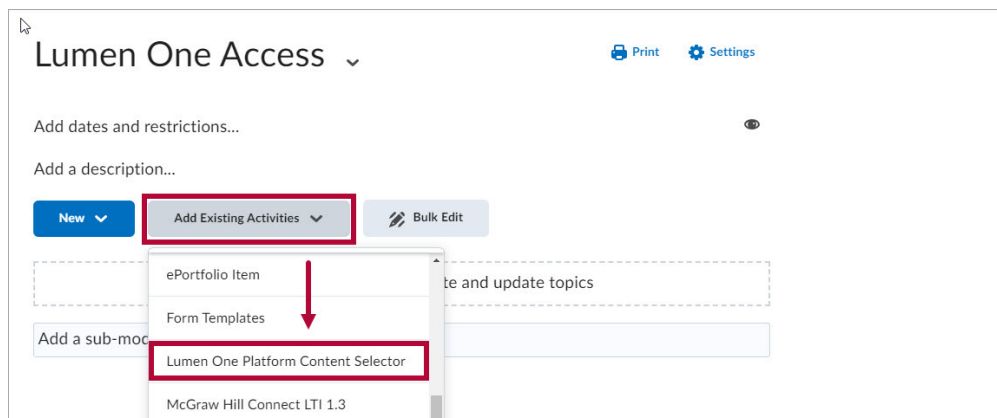 Lumen One Access
Print
Settings
Add dates and restrictions...
Add a description...
New
Add Existing Activities
Bulk Edit
ePortfolio Item
te and update topics
Form Templates
Add a sub-mod
Lumen One Platform Content Selector
McGraw Hill Connect LTI 1.3